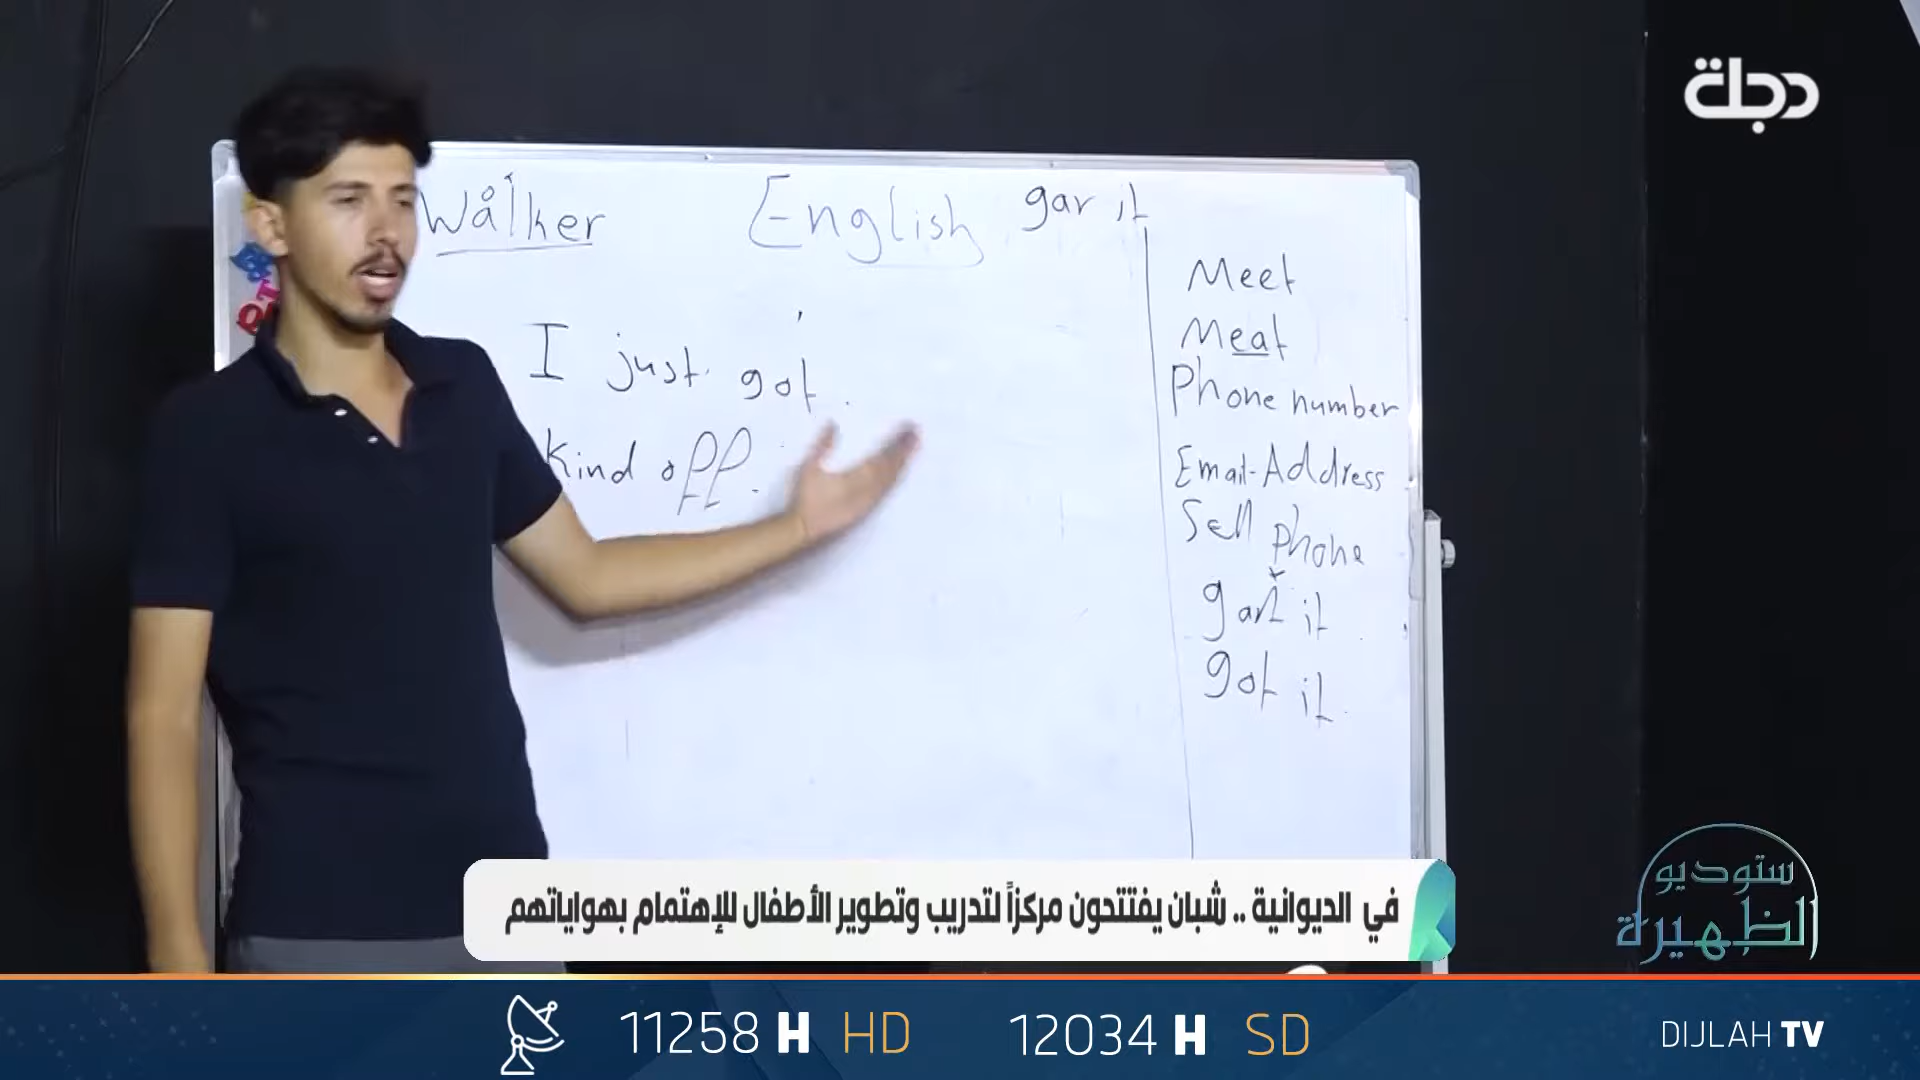 دجلة
Walker English gar it
I just got.
Kind off.
Meet
Meat
Phone number
Email-Address
Sell phone
gart it
got it.
في الديوانية .. شبان يفتتحون مركزاً لتدريب وتطوير الأطفال للإهتمام بهواياتهم
ستوديو
الظهيرة
11258 H HD 12034 H SD DIJLAH TV